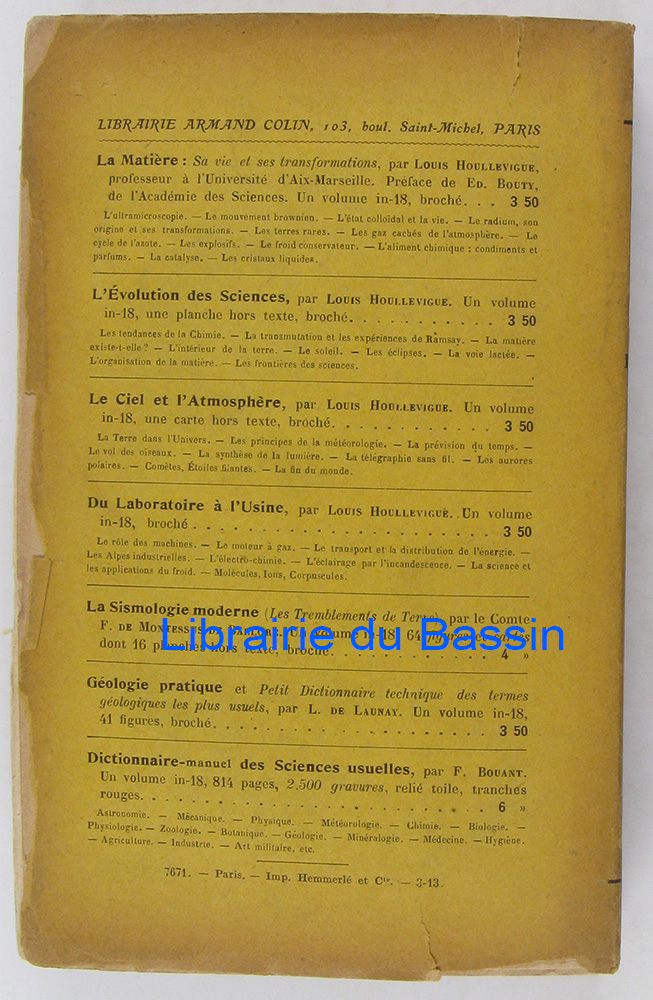 LIBRAIRIE ARMAND COLIN, 103, boul. Saint-Michel, PARIS
La Matière : Sa vie et ses transformations, par Louis Houllevigue,
professeur à l'Université d'Aix-Marseille. Préface de Ed. Bouty,
de l'Académie des Sciences. Un volume in-18, broché. . . 3 50
L'ultramicroscopie. — Le mouvement brownien. — L'état colloïdal et la vie. — Le radium, son
origine et ses transformations. — Les terres rares. — Les gaz cachés de l'atmosphère. — Le
cycle de l'azote. — Les explosifs. — Le froid conservateur. — L'aliment chimique : condiments et
parfums. — La catalyse. — Les cristaux liquides.
L'Évolution des Sciences, par Louis Houllevigue. Un volume
in-18, une planche hors texte, broché. . . . . . . . . . . 3 50
Les tendances de la Chimie. — La transmutation et les expériences de Ramsay. — La matière
existe-t-elle ? — L'intérieur de la terre. — Le soleil. — Les éclipses. — La voie lactée. —
L'organisation de la matière. — Les frontières des sciences.
Le Ciel et l'Atmosphère, par Louis Houllevigue. Un volume
in-18, une carte hors texte, broché. . . . . . . . . . . . 3 50
La Terre dans l'Univers. — Les principes de la météorologie. — La prévision du temps. —
Le vol des oiseaux. — La synthèse de la lumière. — La télégraphie sans fil. — Les aurores
polaires. — Comètes, Étoiles filantes. — La fin du monde.
Du Laboratoire à l'Usine, par Louis Houllevigue. Un volume
in-18, broché . . . . . . . . . . . . . . . . . . . . . 3 50
Le rôle des machines. — Le moteur à gaz. — Le transport et la distribution de l'énergie. —
Les Alpes industrielles. — L'électro-chimie. — L'éclairage par l'incandescence. — La science et
les applications du froid. — Molécules, Ions, Corpuscules.
La Sismologie moderne (Les Tremblements de Terre), par le Comte
F. de Montessus de Ballore. Un volume in-18, 64 figures et cartes
dont 16 planches hors texte, broché. . . . . . . . . . . . 4 »
Librairie du Bassin
Géologie pratique et Petit Dictionnaire technique des termes
géologiques les plus usuels, par L. de Launay. Un volume in-18,
41 figures, broché. . . . . . . . . . . . . . . . . . . 3 50
Dictionnaire-manuel des Sciences usuelles, par F. Bouant.
Un volume in-18, 814 pages, 2.500 gravures, relié toile, tranches
rouges. . . . . . . . . . . . . . . . . . . . . . . . 6 »
Astronomie. — Mécanique. — Physique. — Météorologie. — Chimie. — Biologie. —
Physiologie. — Zoologie. — Botanique. — Géologie. — Minéralogie. — Médecine. — Hygiène.
— Agriculture. — Industrie. — Art militaire, etc.
7671. — Paris. — Imp. Hemmerlé et Cie. — 3-13.